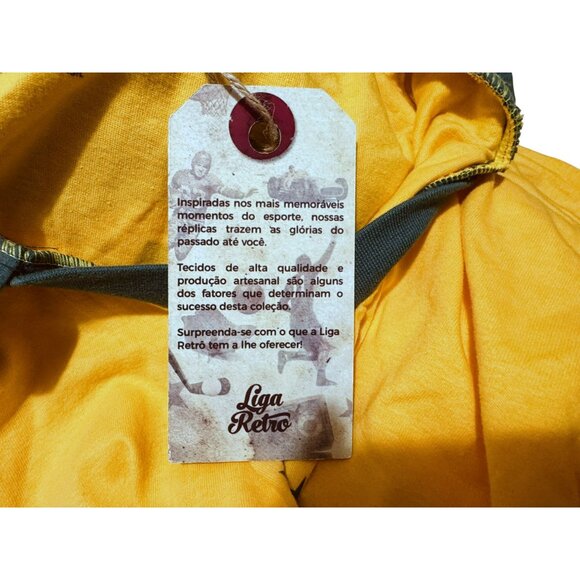 Inspiradas nos mais memoráveis
momentos do esporte, nossas
réplicas trazem as glórias do
passado até você.
Tecidos de alta qualidade e
produção artesanal são alguns
dos fatores que determinam o
sucesso desta coleção.
Surpreenda-se com o que a Liga
Retrô tem a lhe oferecer!
Liga
Retrô